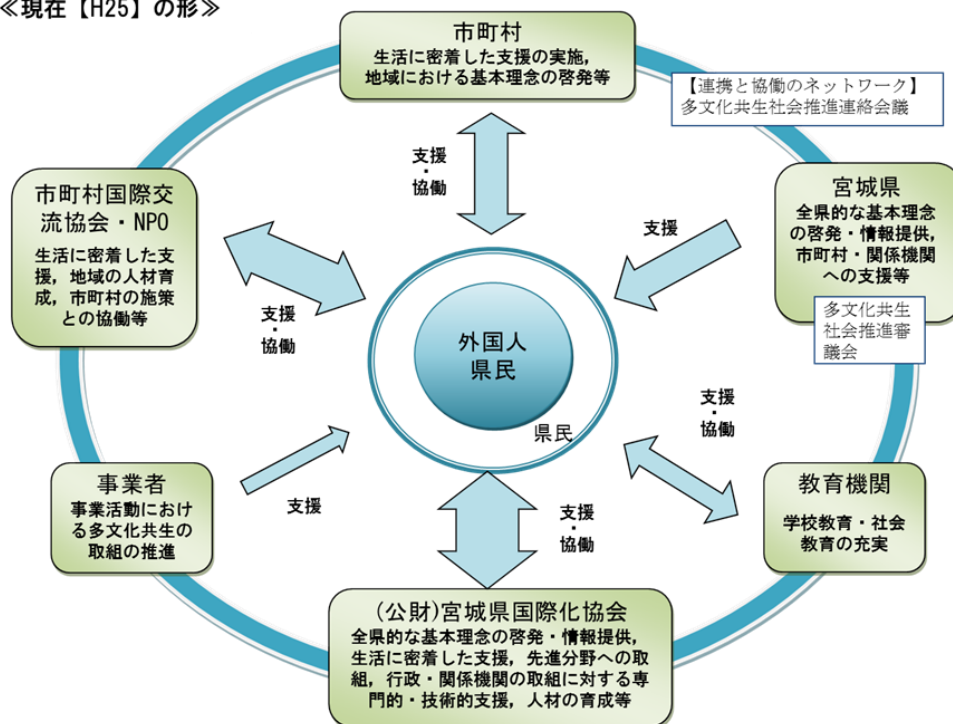 ≪現在【H25】の形≫
市町村
生活に密着した支援の実施，
地域における基本理念の啓発等
【連携と協働のネットワーク】
多文化共生社会推進連絡会議
支援
・
協働
市町村国際交
流協会・NPO
生活に密着した支
援，地域の人材育
成，市町村の施策
との協働等
支援
・
協働
宮城県
全県的な基本理念
の啓発・情報提供，
市町村・関係機関
への支援等
多文化共生
社会推進審
議会
支援
外国人
県民
県民
支援
・
協働
事業者
事業活動におけ
る多文化共生の
取組の推進
支援
教育機関
学校教育・社会
教育の充実
支援
・
協働
(公財)宮城県国際化協会
全県的な基本理念の啓発・情報提供，
生活に密着した支援，先進分野への取
組，行政・関係機関の取組に対する専
門的・技術的支援，人材の育成等